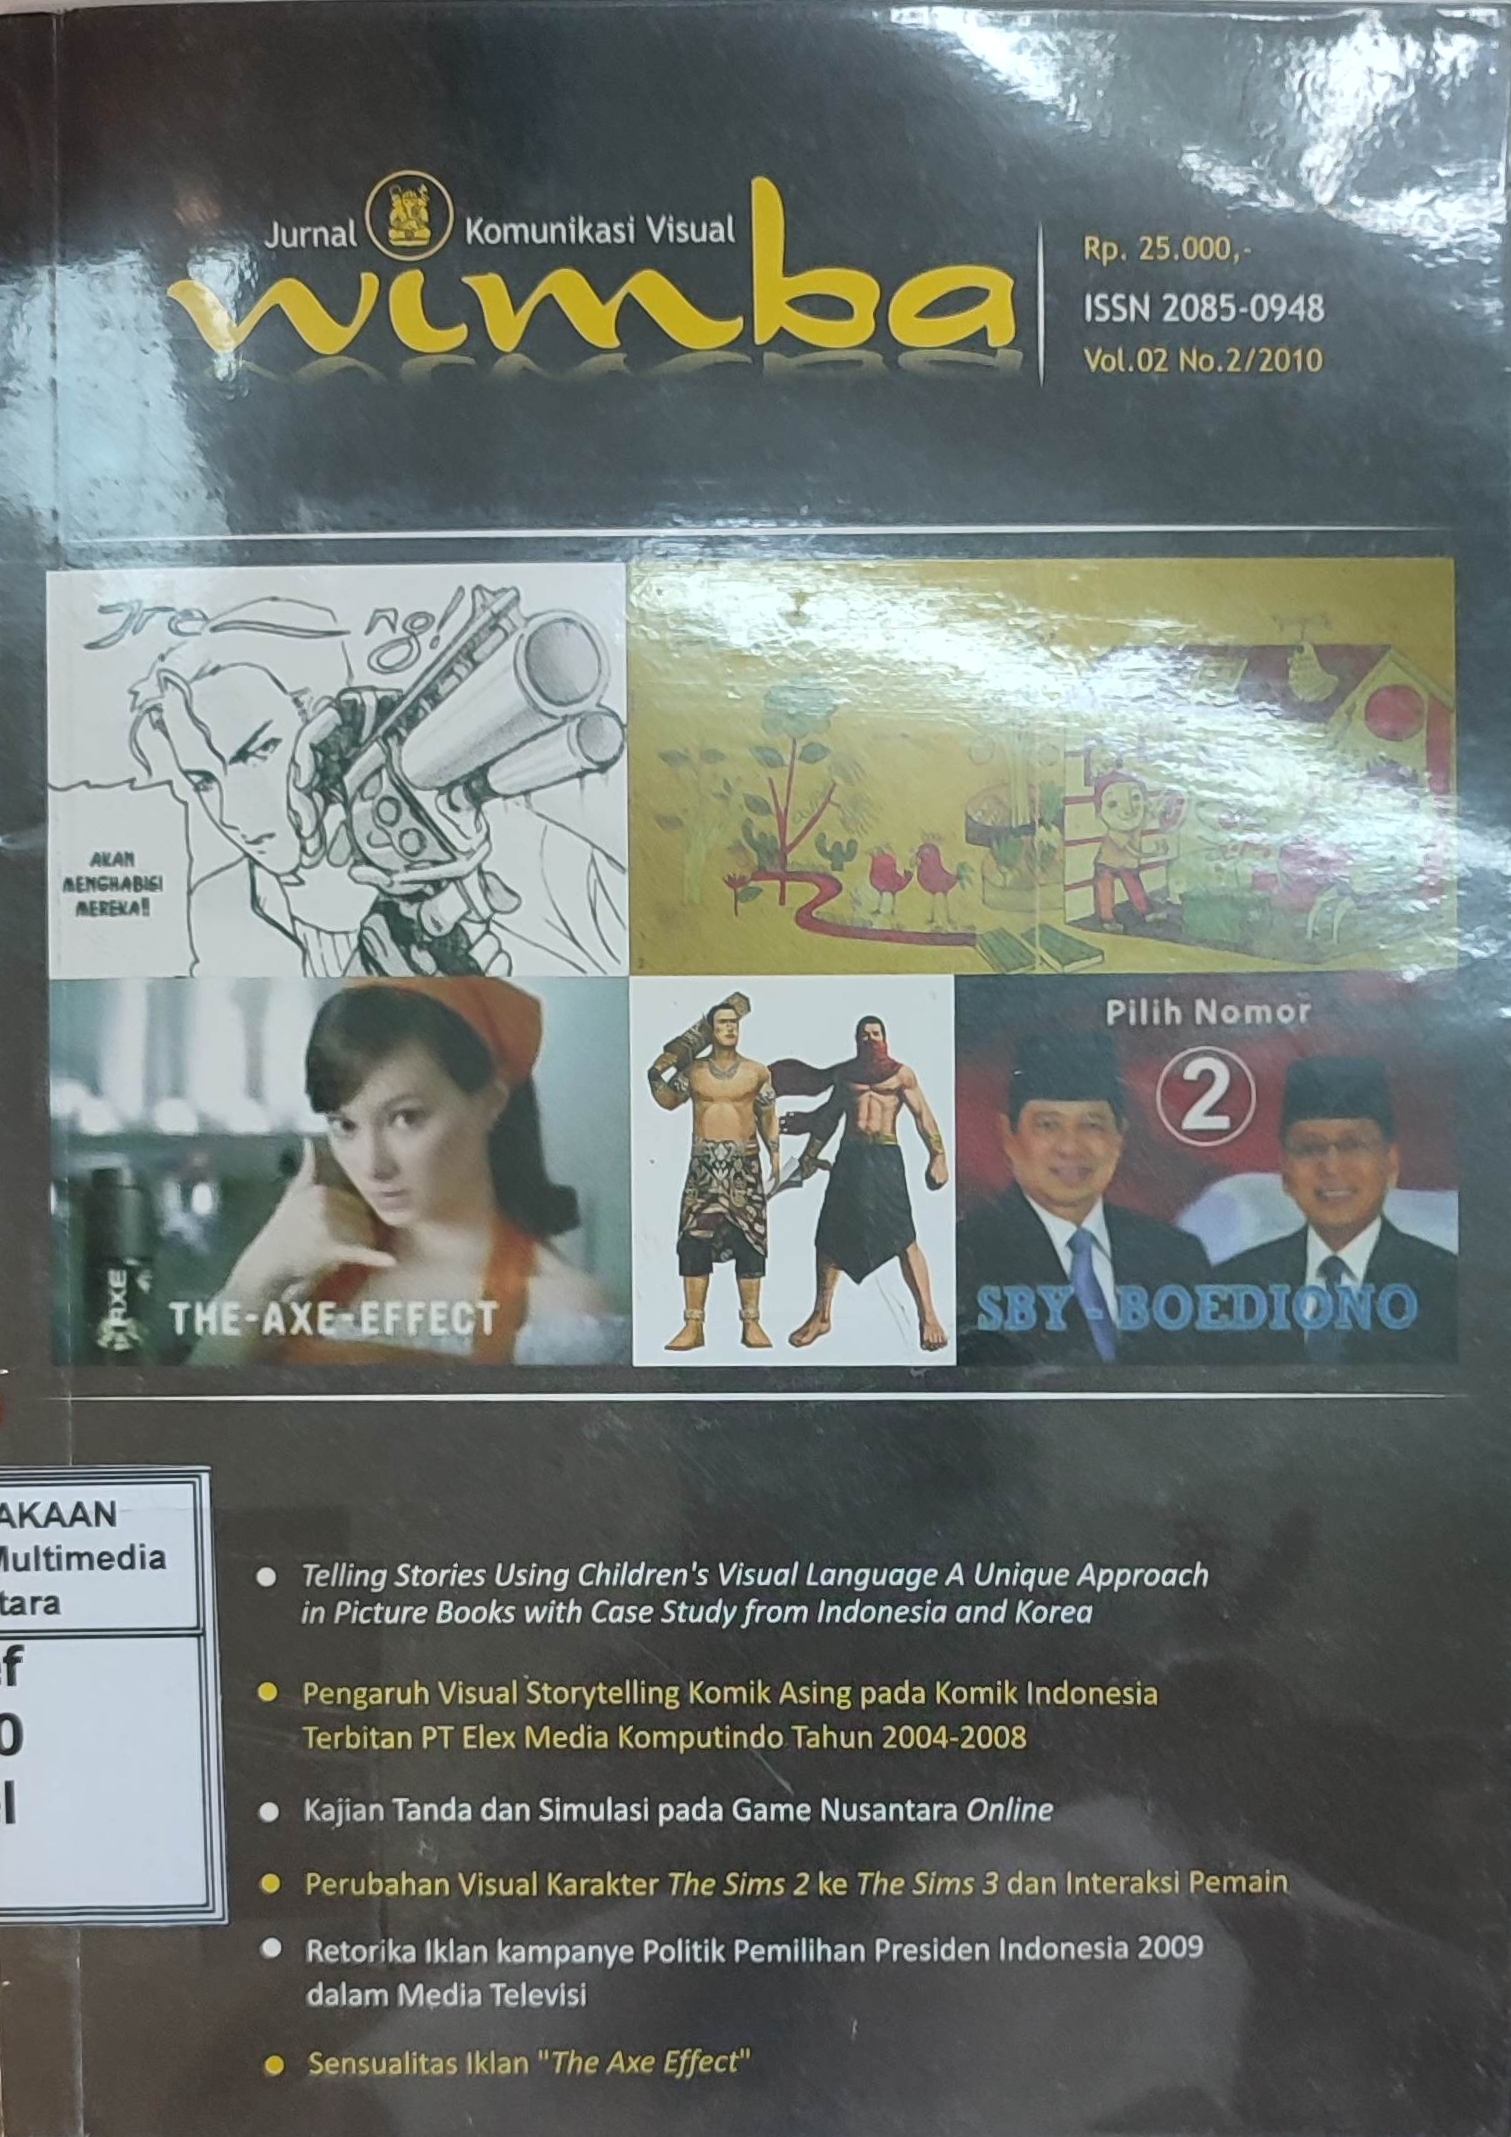 Jurnal Komunikasi Visual
wimba
Rp. 25.000,-
ISSN 2085-0948
Vol.02 No.2/2010
Jreng!
AKAN
MENGHABISI
MEREKA!!
AXE
THE-AXE-EFFECT
Pilih Nomor
2
SBY - BOEDIONO
AKAAN
Multimedia
tara
f
0
l
Telling Stories Using Children's Visual Language A Unique Approach
in Picture Books with Case Study from Indonesia and Korea
Pengaruh Visual Storytelling Komik Asing pada Komik Indonesia
Terbitan PT Elex Media Komputindo Tahun 2004-2008
Kajian Tanda dan Simulasi pada Game Nusantara Online
Perubahan Visual Karakter The Sims 2 ke The Sims 3 dan Interaksi Pemain
Retorika Iklan kampanye Politik Pemilihan Presiden Indonesia 2009
dalam Media Televisi
Sensualitas Iklan "The Axe Effect"